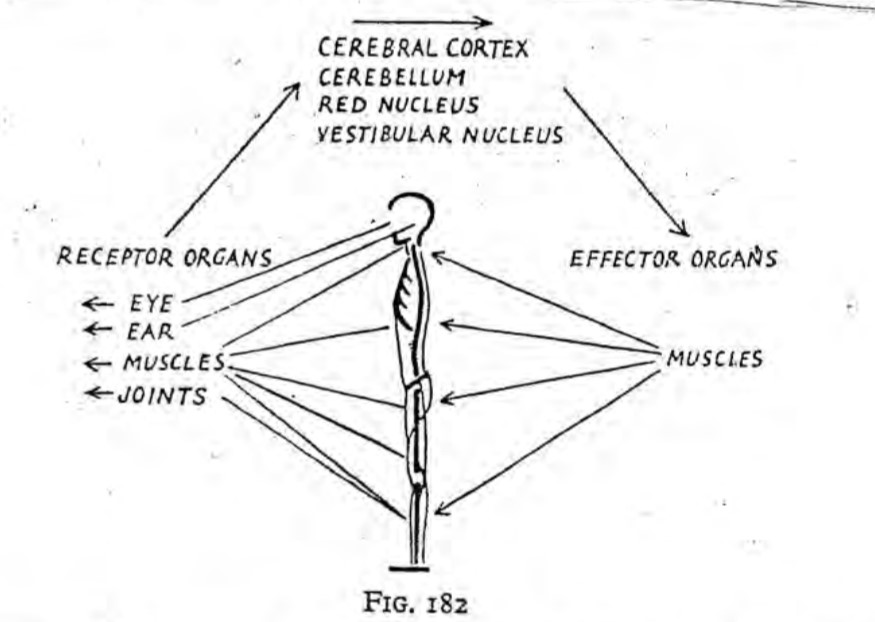 CEREBRAL CORTEX
CEREBELLUM
RED NUCLEUS
VESTIBULAR NUCLEUS
RECEPTOR ORGANS
EFFECTOR ORGANS
EYE
EAR
MUSCLES
MUSCLES
JOINTS
FIG. 182